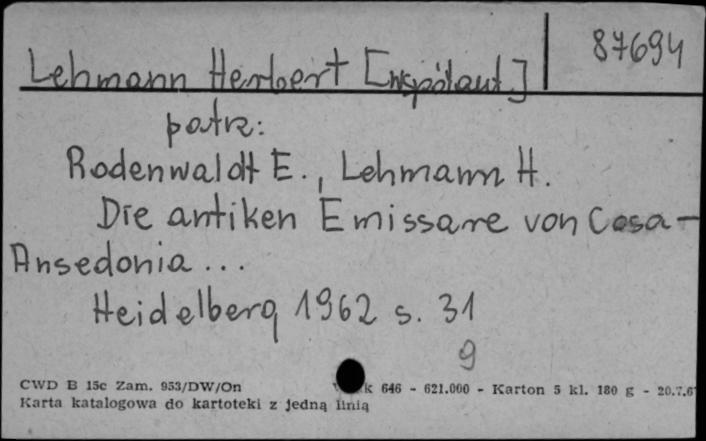 87694
Lehmann Herbert [współaut]
patrz:
Rodenwaldt E., Lehmann H.
Die antiken Emissare von Cosa-
Ansedonia ...
Heidelberg 1962 s. 31
9
CWD B 15c Zam. 953/DW/On k 646 - 621.000 - Karton 5 kl. 180 g - 20.7.6
Karta katalogowa do kartoteki z jedną linią